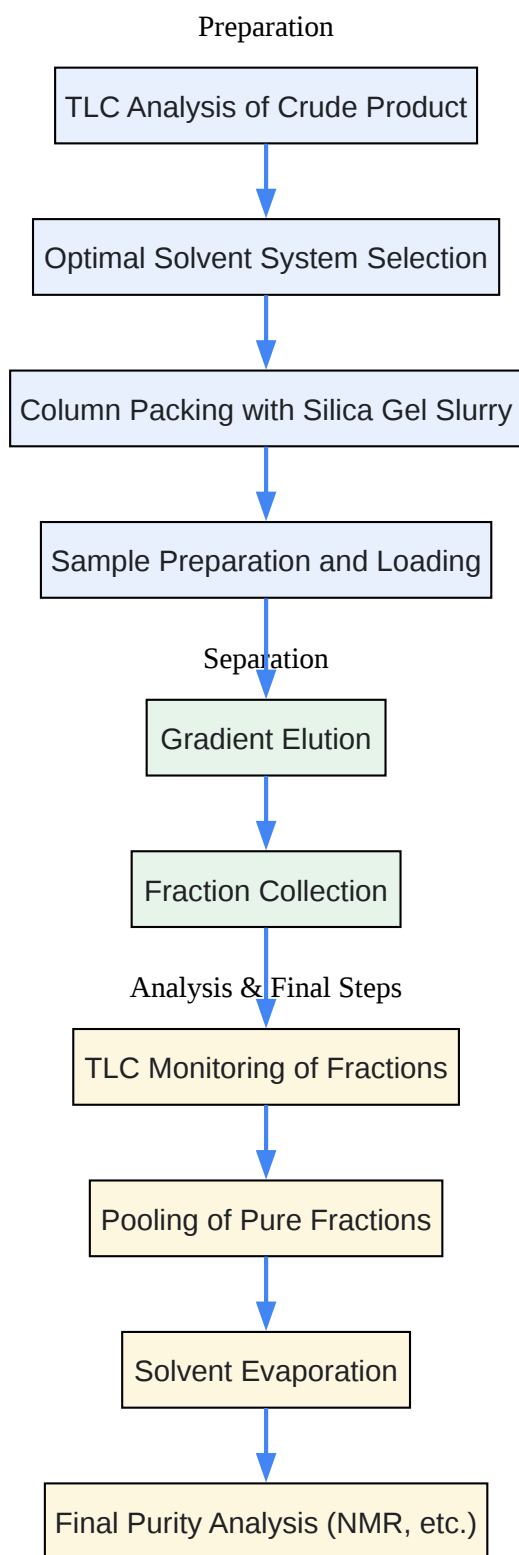 Preparation
TLC Analysis of Crude Product
Optimal Solvent System Selection
Column Packing with Silica Gel Slurry
Sample Preparation and Loading
Separation
Gradient Elution
Fraction Collection
Analysis & Final Steps
TLC Monitoring of Fractions
Pooling of Pure Fractions
Solvent Evaporation
Final Purity Analysis (NMR, etc.)